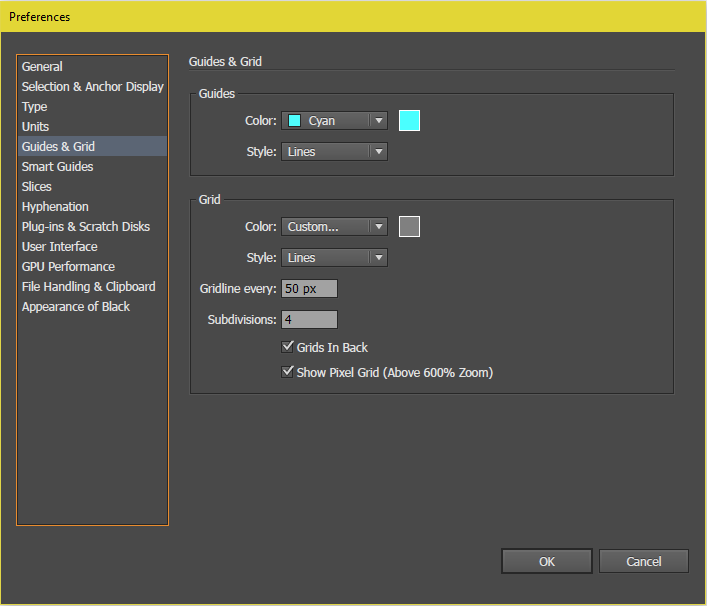 Preferences
General
Selection & Anchor Display
Type
Units
Guides & Grid
Smart Guides
Slices
Hyphenation
Plug-ins & Scratch Disks
User Interface
GPU Performance
File Handling & Clipboard
Appearance of Black
Guides & Grid
Guides
Color: Cyan
Style: Lines
Grid
Color: Custom...
Style: Lines
Gridline every: 50 px
Subdivisions: 4
Grids In Back
Show Pixel Grid (Above 600% Zoom)
OK Cancel